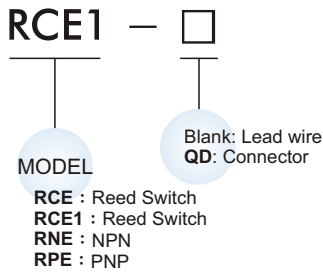 RCE1 – □
Blank: Lead wire
QD: Connector
MODEL
RCE : Reed Switch
RCE1 : Reed Switch
RNE : NPN
RPE : PNP